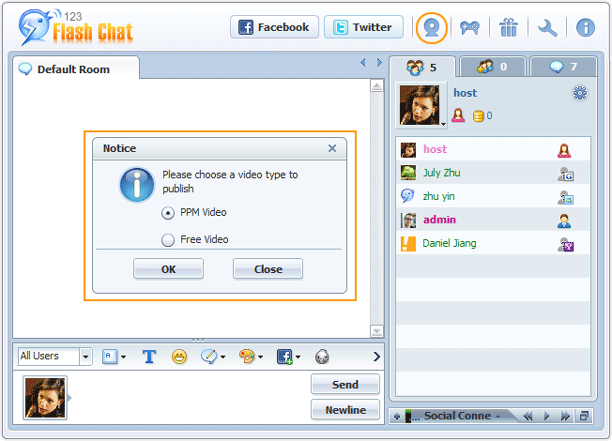 123
Flash Chat
Facebook
Twitter
Default Room
5
0
7
host
0
Notice
Please choose a video type to
publish
PPM Video
Free Video
OK
Close
host
July Zhu
zhu yin
admin
Daniel Jiang
All Users
Send
Newline
... Social Conne -